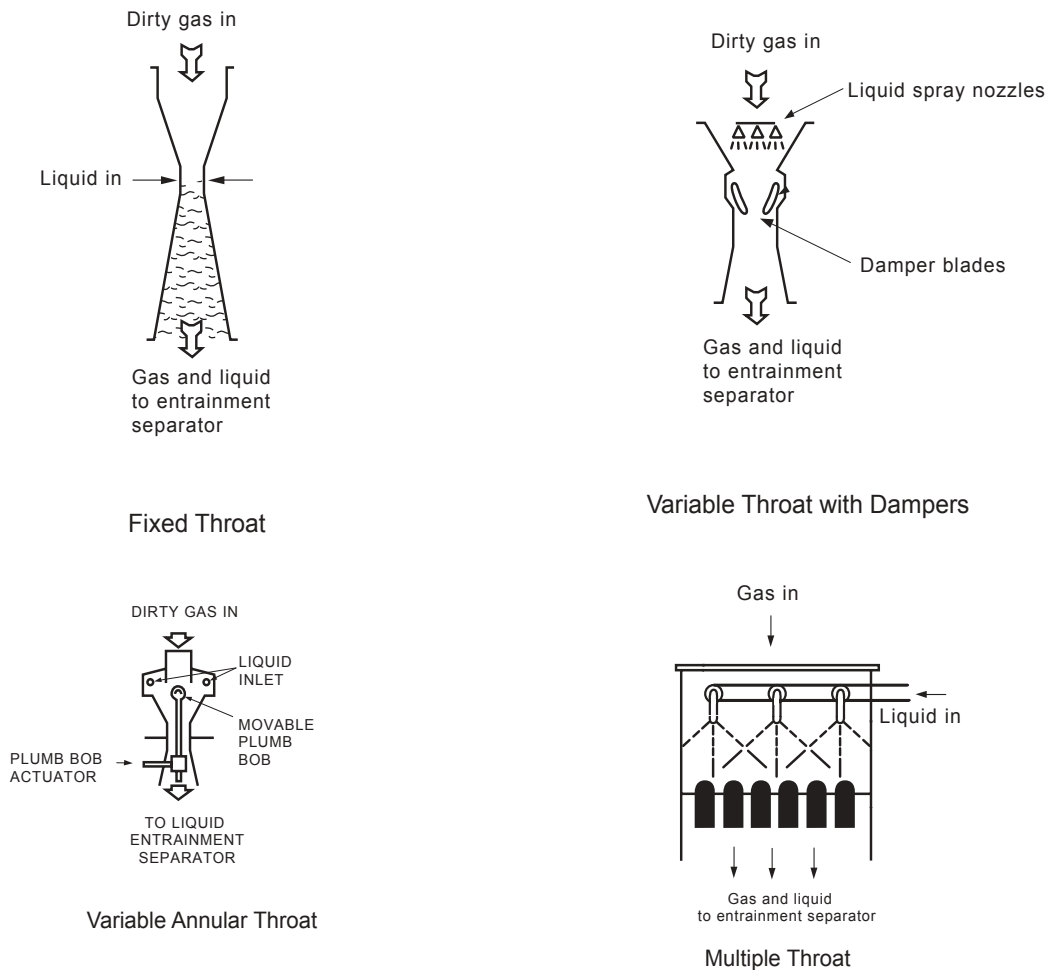 Dirty gas in
Liquid in
Gas and liquid
to entrainment
separator
Fixed Throat
Dirty gas in
Liquid spray nozzles
Damper blades
Gas and liquid
to entrainment
separator
Variable Throat with Dampers
DIRTY GAS IN
LIQUID
INLET
MOVABLE
PLUMB
BOB
PLUMB BOB
ACTUATOR
TO LIQUID
ENTRAINMENT
SEPARATOR
Variable Annular Throat
Gas in
Liquid in
Gas and liquid
to entrainment separator
Multiple Throat